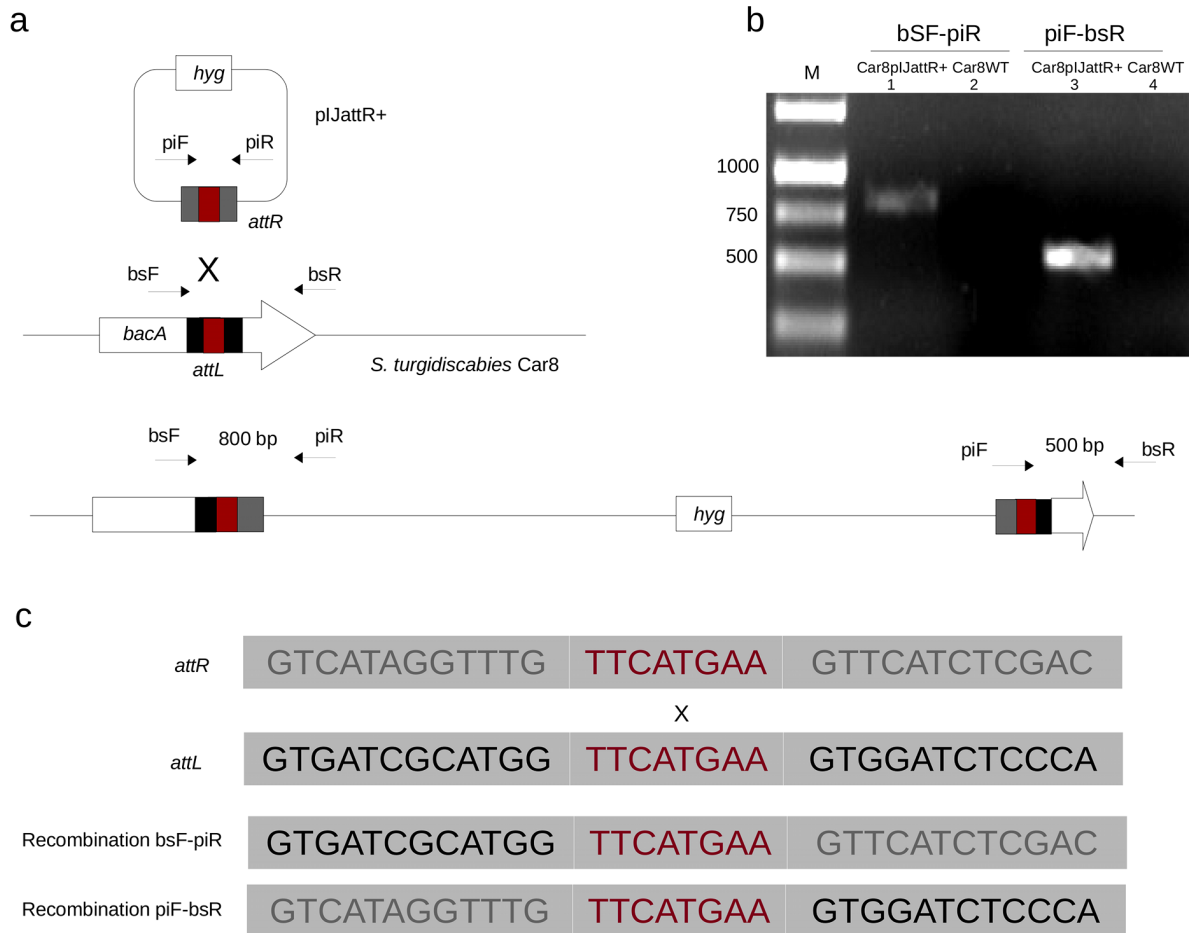 a
hyg
pIJattR+
piF
piR
attR
X
bsF
bsR
bacA
attL
S. turgidiscabies Car8
bsF
800 bp
piR
piF
500 bp
bsR
hyg
b
bSF-piR
piF-bsR
M
Car8pIJattR+ Car8WT
Car8pIJattR+ Car8WT
1
2
3
4
1000
750
500
c
attR
GTCATAGGTTTG TTCATGAA GTTCATCTCGAC
X
attL
GTGATCGCATGG TTCATGAA GTGGATCTCCCA
Recombination bsF-piR
GTGATCGCATGG TTCATGAA GTTCATCTCGAC
Recombination piF-bsR
GTCATAGGTTTG TTCATGAA GTGGATCTCCCA